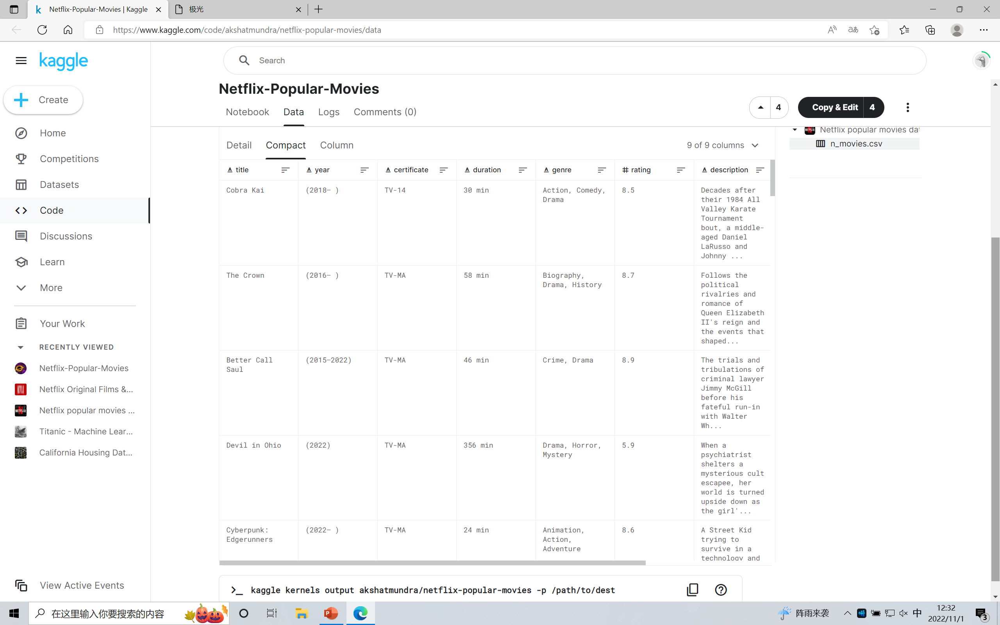 Netflix-Popular-Movies | Kaggle
极光
https://www.kaggle.com/code/akshatmundra/netflix-popular-movies/data
kaggle
Search
Create
Home
Competitions
Datasets
Code
Discussions
Learn
More
Your Work
RECENTLY VIEWED
Netflix-Popular-Movies
Netflix Original Films &...
Netflix popular movies ...
Titanic - Machine Lear...
California Housing Dat...
View Active Events
Netflix-Popular-Movies
Notebook Data Logs Comments (0)
4
Copy & Edit 4
Netflix popular movies dat
n_movies.csv
Detail Compact Column
9 of 9 columns
title year certificate duration genre rating description
Cobra Kai
(2018– )
TV-14
30 min
Action, Comedy,
Drama
8.5
Decades after
their 1984 All
Valley Karate
Tournament
bout, a middle-
aged Daniel
LaRusso and
Johnny ...
The Crown
(2016– )
TV-MA
58 min
Biography,
Drama, History
8.7
Follows the
political
rivalries and
romance of
Queen Elizabeth
II's reign and
the events that
shaped...
Better Call
Saul
(2015–2022)
TV-MA
46 min
Crime, Drama
8.9
The trials and
tribulations of
criminal lawyer
Jimmy McGill
before his
fateful run-in
with Walter
Wh...
Devil in Ohio
(2022)
TV-MA
356 min
Drama, Horror,
Mystery
5.9
When a
psychiatrist
shelters a
mysterious cult
escapee, her
world is turned
upside down as
the girl'...
Cyberpunk:
Edgerunners
(2022– )
TV-MA
24 min
Animation,
Action,
Adventure
8.6
A Street Kid
trying to
survive in a
technology and
kaggle kernels output akshatmundra/netflix-popular-movies -p /path/to/dest
在这里输入你要搜索的内容
阵雨来袭
中
12:32
2022/11/1
3